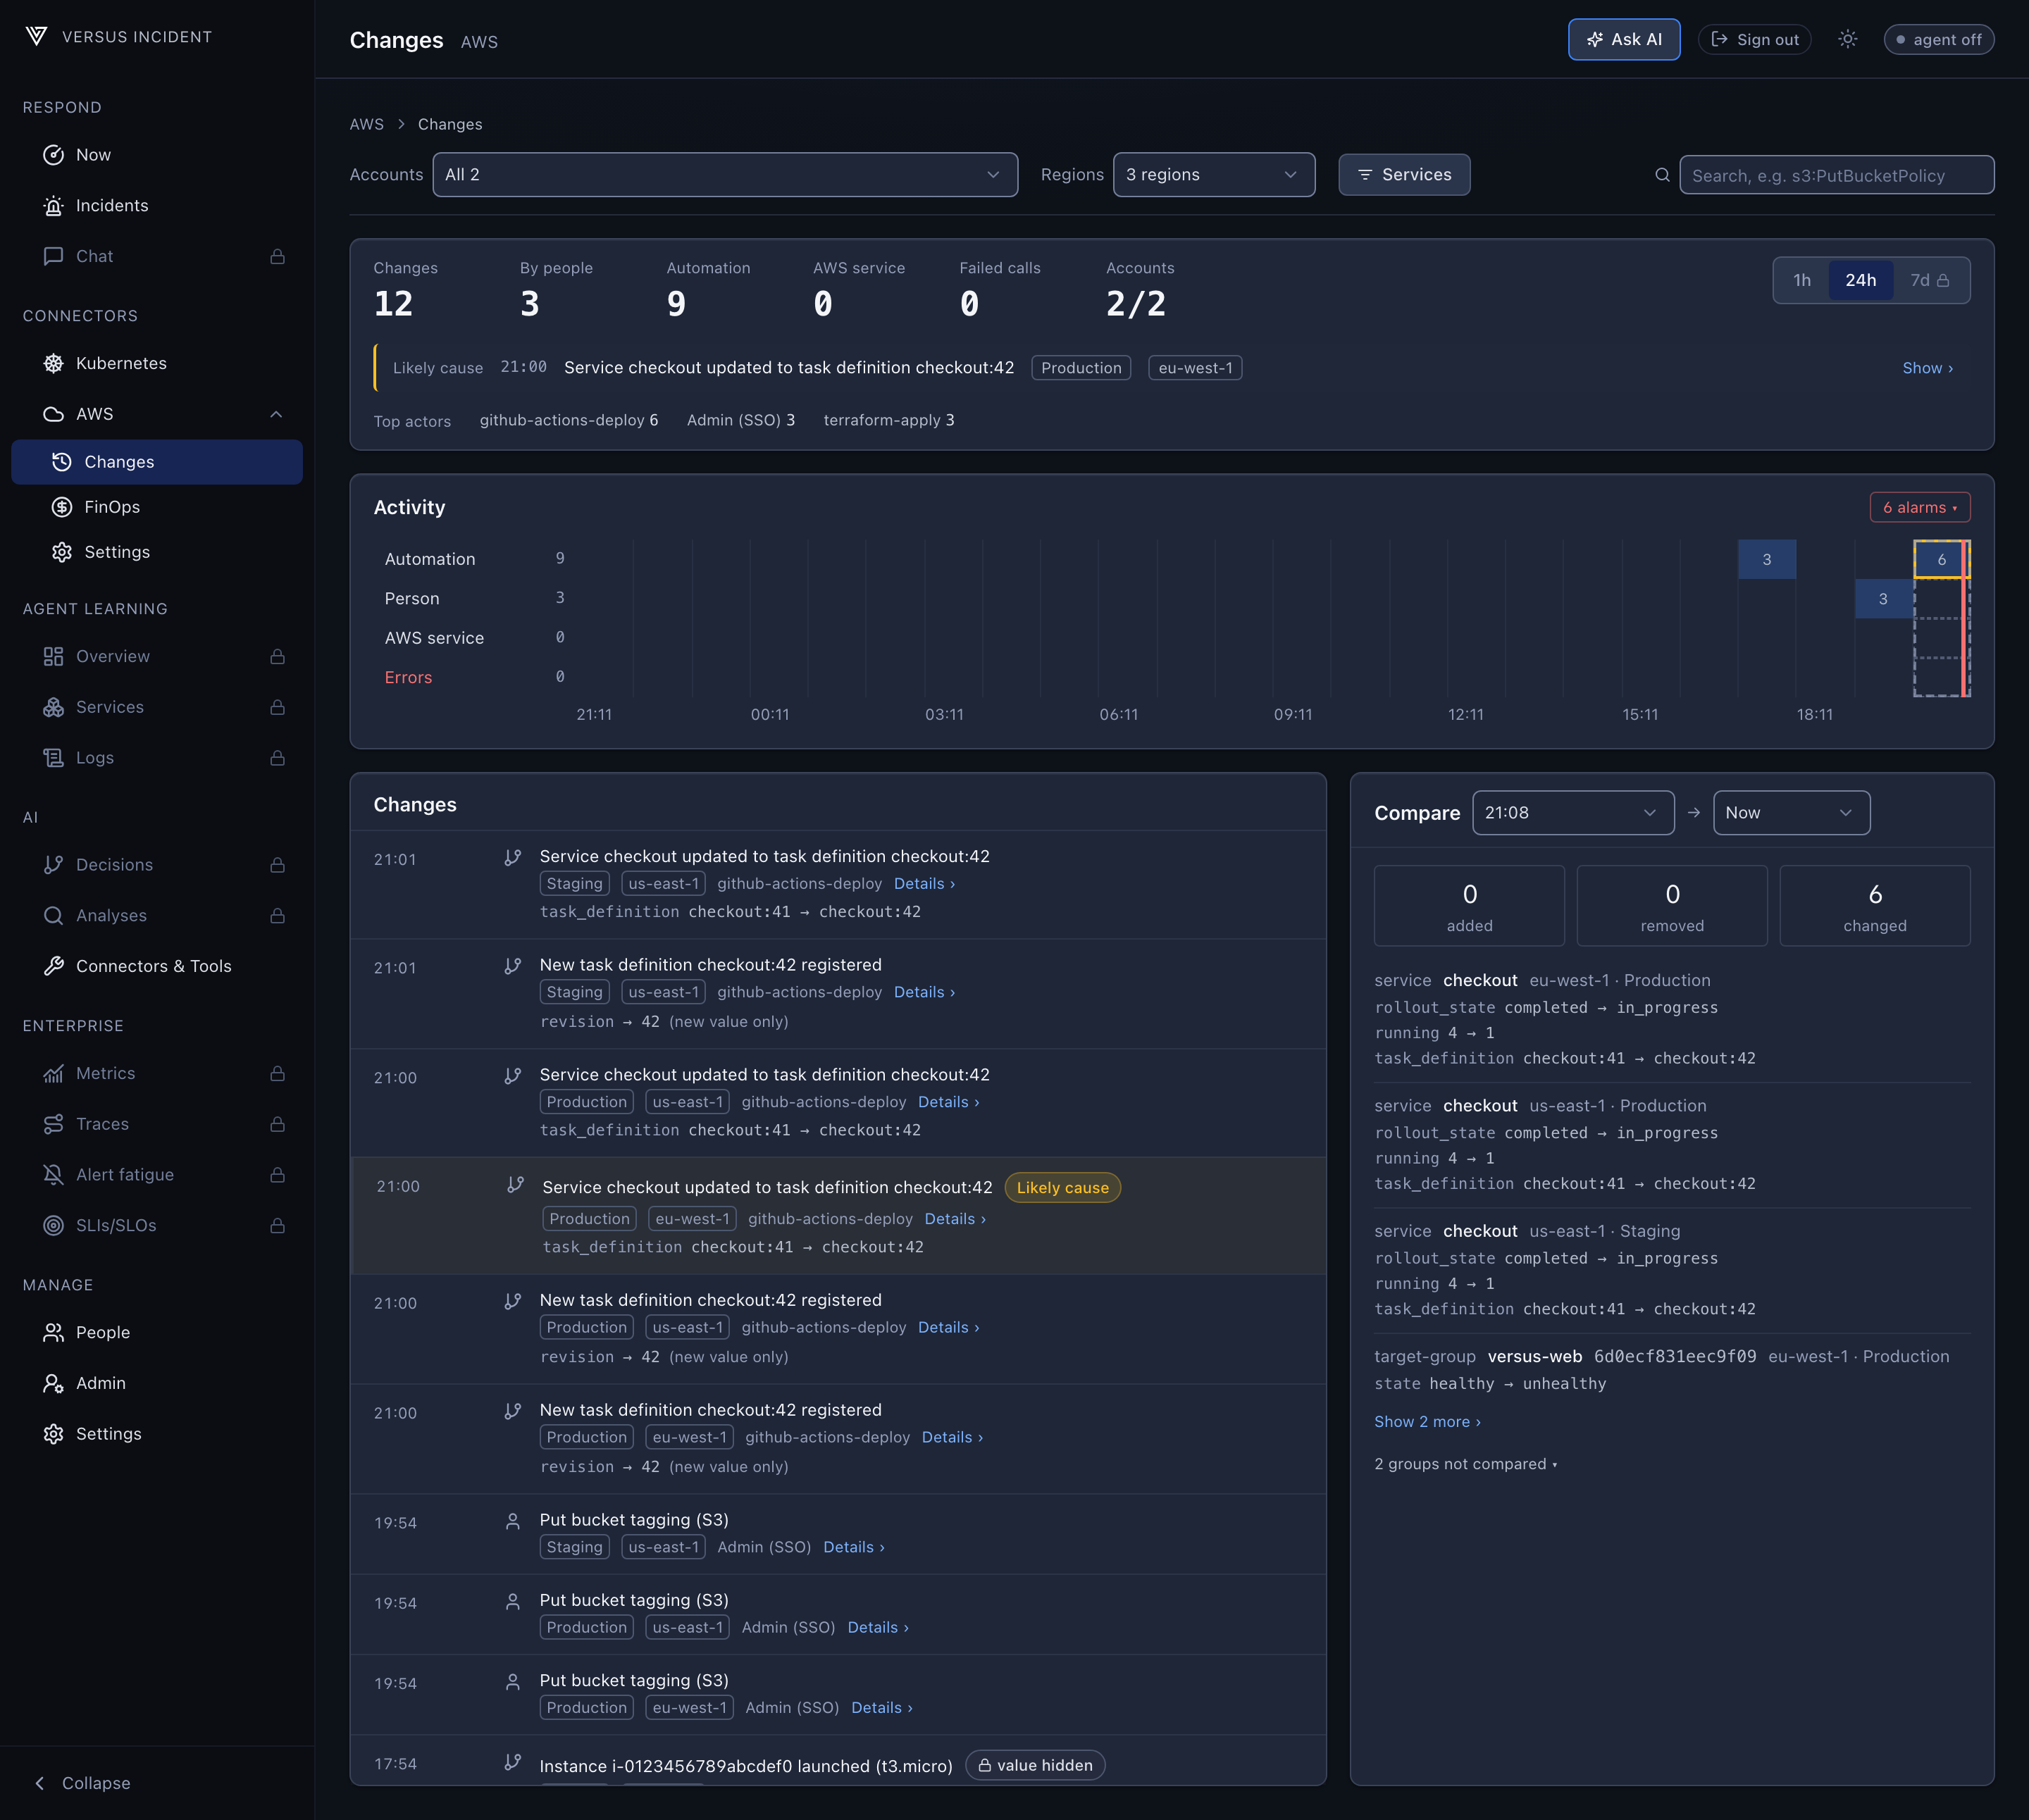 VERSUS INCIDENT
RESPOND
Now
Incidents
Chat
CONNECTORS
Kubernetes
AWS
Changes
FinOps
Settings
AGENT LEARNING
Overview
Services
Logs
AI
Decisions
Analyses
Connectors & Tools
ENTERPRISE
Metrics
Traces
Alert fatigue
SLIs/SLOs
MANAGE
People
Admin
Settings
Collapse
Changes AWS
Ask AI
Sign out
agent off
AWS > Changes
Accounts All 2 Regions 3 regions Services Search, e.g. s3:PutBucketPolicy
Changes By people Automation AWS service Failed calls Accounts
12 3 9 0 0 2/2
1h 24h 7d
Likely cause 21:00 Service checkout updated to task definition checkout:42 Production eu-west-1 Show ›
Top actors github-actions-deploy 6 Admin (SSO) 3 terraform-apply 3
Activity
6 alarms ▾
Automation 9 3 6
Person 3 3
AWS service 0
Errors 0
21:11 00:11 03:11 06:11 09:11 12:11 15:11 18:11
Changes
21:01 Service checkout updated to task definition checkout:42
Staging us-east-1 github-actions-deploy Details ›
task_definition checkout:41 → checkout:42
21:01 New task definition checkout:42 registered
Staging us-east-1 github-actions-deploy Details ›
revision → 42 (new value only)
21:00 Service checkout updated to task definition checkout:42
Production us-east-1 github-actions-deploy Details ›
task_definition checkout:41 → checkout:42
21:00 Service checkout updated to task definition checkout:42 Likely cause
Production eu-west-1 github-actions-deploy Details ›
task_definition checkout:41 → checkout:42
21:00 New task definition checkout:42 registered
Production us-east-1 github-actions-deploy Details ›
revision → 42 (new value only)
21:00 New task definition checkout:42 registered
Production eu-west-1 github-actions-deploy Details ›
revision → 42 (new value only)
19:54 Put bucket tagging (S3)
Staging us-east-1 Admin (SSO) Details ›
19:54 Put bucket tagging (S3)
Production us-east-1 Admin (SSO) Details ›
19:54 Put bucket tagging (S3)
Production eu-west-1 Admin (SSO) Details ›
17:54 Instance i-0123456789abcdef0 launched (t3.micro) value hidden
Compare 21:08 → Now
0 0 6
added removed changed
service checkout eu-west-1 · Production
rollout_state completed → in_progress
running 4 → 1
task_definition checkout:41 → checkout:42
service checkout us-east-1 · Production
rollout_state completed → in_progress
running 4 → 1
task_definition checkout:41 → checkout:42
service checkout us-east-1 · Staging
rollout_state completed → in_progress
running 4 → 1
task_definition checkout:41 → checkout:42
target-group versus-web 6d0ecf831eec9f09 eu-west-1 · Production
state healthy → unhealthy
Show 2 more ›
2 groups not compared ▾